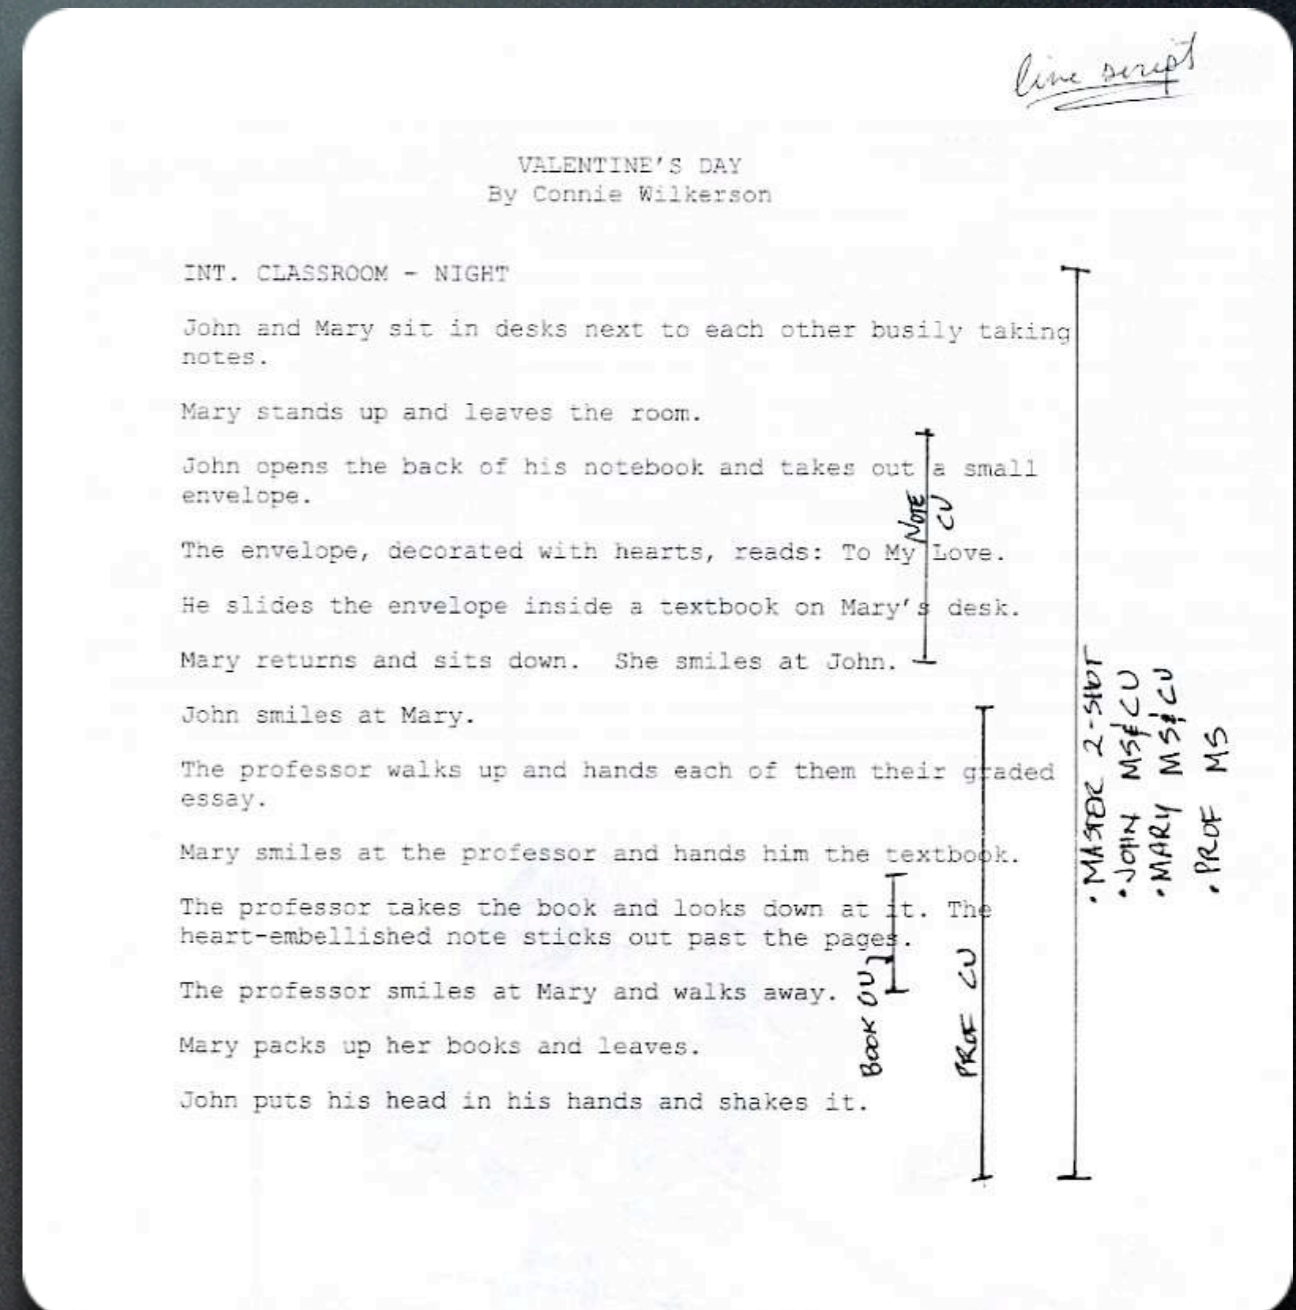 line script
VALENTINE'S DAY
By Connie Wilkerson
INT. CLASSROOM - NIGHT
John and Mary sit in desks next to each other busily taking
notes.
Mary stands up and leaves the room.
John opens the back of his notebook and takes out a small
envelope.
The envelope, decorated with hearts, reads: To My Love.
He slides the envelope inside a textbook on Mary's desk.
Mary returns and sits down.  She smiles at John.
John smiles at Mary.
The professor walks up and hands each of them their graded
essay.
Mary smiles at the professor and hands him the textbook.
The professor takes the book and looks down at it. The
heart-embellished note sticks out past the pages.
The professor smiles at Mary and walks away.
Mary packs up her books and leaves.
John puts his head in his hands and shakes it.
NOTE
CU
BOOK CU
PROF CU
• MASTER 2-SHOT
• JOHN MS & CU
• MARY MS & CU
• PROF MS